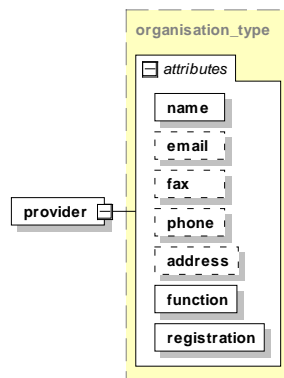 organisation_type
attributes
name
email
fax
phone
provider
address
function
registration